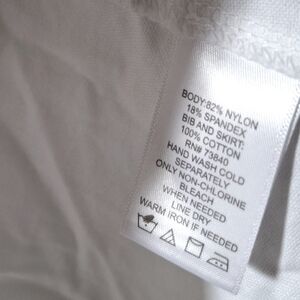 BODY:82% NYLON
18% SPANDEX
BIB AND SKIRT:
100% COTTON
RN# 73840
HAND WASH COLD
SEPARATELY
ONLY NON-CHLORINE
BLEACH
WHEN NEEDED
LINE DRY
WARM IRON IF NEEDED